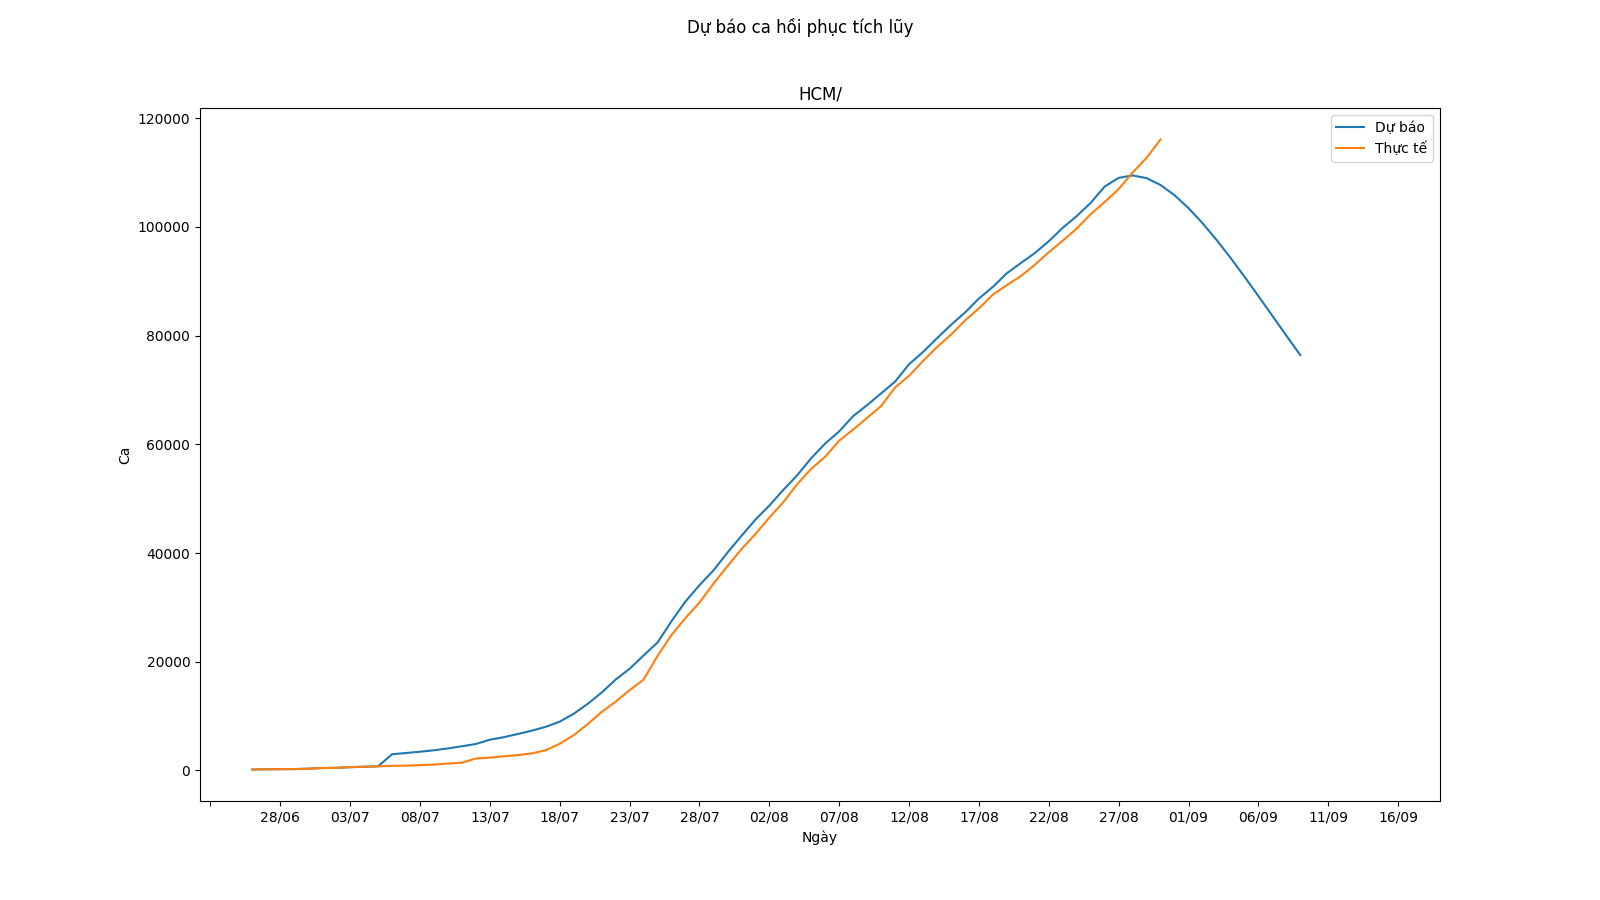 Dự báo ca hồi phục tích lũy
HCM/
Dự báo
Thực tế
120000
100000
80000
60000
40000
20000
0
Ca
28/06 03/07 08/07 13/07 18/07 23/07 28/07 02/08 07/08 12/08 17/08 22/08 27/08 01/09 06/09 11/09 16/09
Ngày